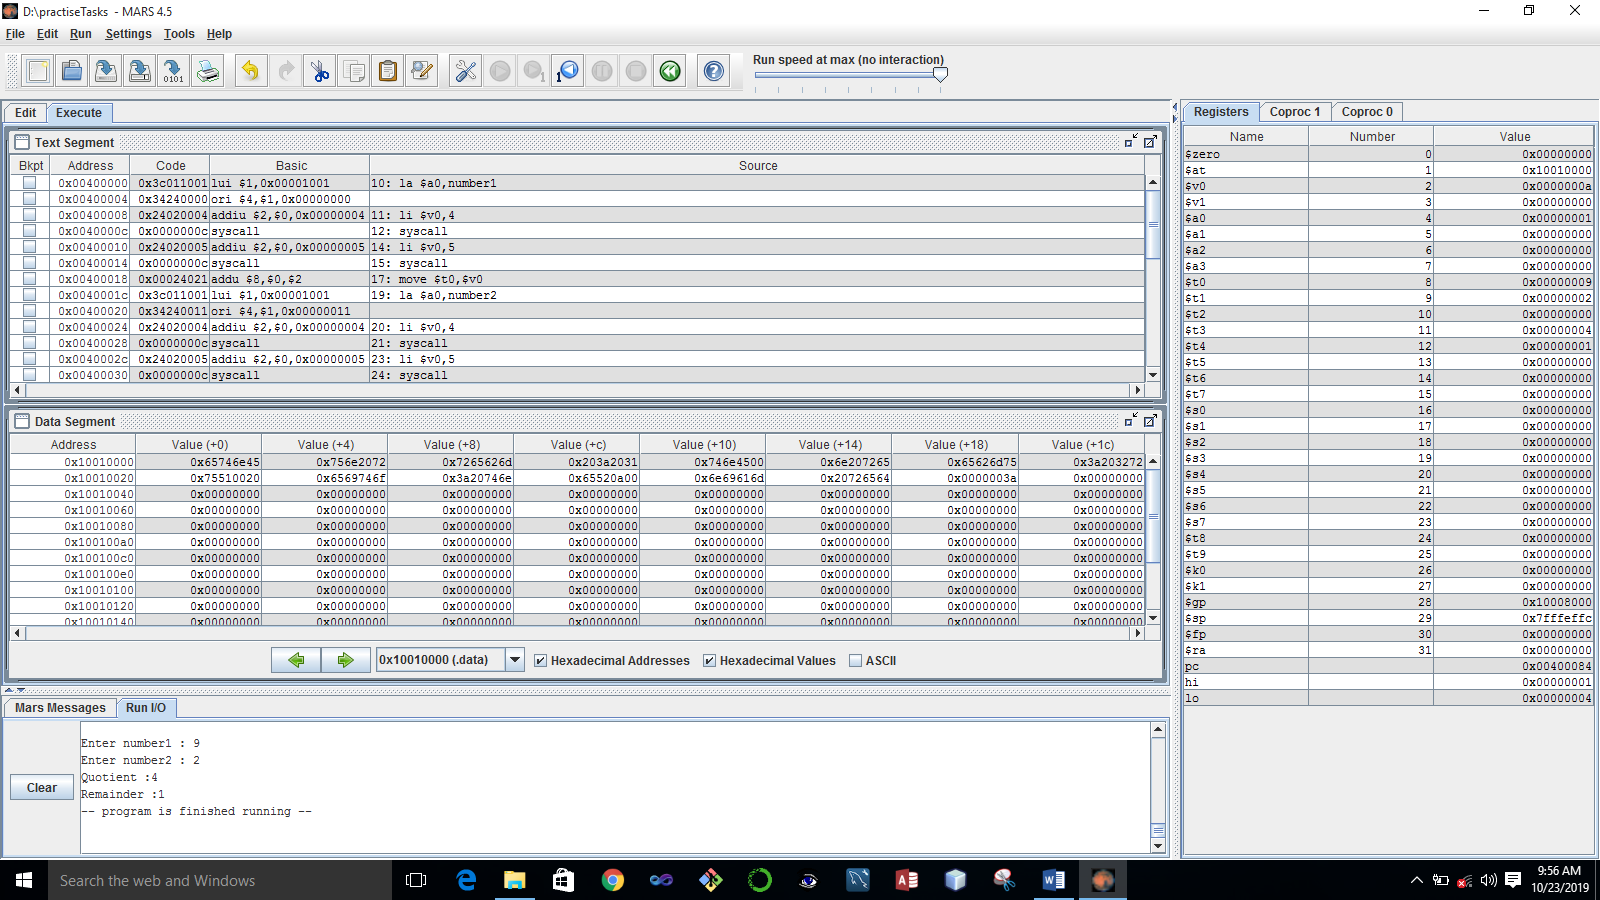 D:\practiseTasks - MARS 4.5
File Edit Run Settings Tools Help
Run speed at max (no interaction)
Edit Execute
Text Segment
Bkpt Address Code Basic Source
0x00400000 0x3c011001 lui $1,0x00001001 10: la $a0,number1
0x00400004 0x34240000 ori $4,$1,0x00000000
0x00400008 0x24020004 addiu $2,$0,0x00000004 11: li $v0,4
0x0040000c 0x0000000c syscall 12: syscall
0x00400010 0x24020005 addiu $2,$0,0x00000005 14: li $v0,5
0x00400014 0x0000000c syscall 15: syscall
0x00400018 0x00024021 addu $8,$0,$2 17: move $t0,$v0
0x0040001c 0x3c011001 lui $1,0x00001001 19: la $a0,number2
0x00400020 0x34240011 ori $4,$1,0x00000011
0x00400024 0x24020004 addiu $2,$0,0x00000004 20: li $v0,4
0x00400028 0x0000000c syscall 21: syscall
0x0040002c 0x24020005 addiu $2,$0,0x00000005 23: li $v0,5
0x00400030 0x0000000c syscall 24: syscall
Data Segment
Address Value (+0) Value (+4) Value (+8) Value (+c) Value (+10) Value (+14) Value (+18) Value (+1c)
0x10010000 0x65746e45 0x756e2072 0x7265626d 0x203a2031 0x746e4500 0x6e207265 0x65626d75 0x3a203272
0x10010020 0x75510020 0x6569746f 0x3a20746e 0x65520a00 0x6e69616d 0x20726564 0x0000003a 0x00000000
0x10010040 0x00000000 0x00000000 0x00000000 0x00000000 0x00000000 0x00000000 0x00000000 0x00000000
0x10010060 0x00000000 0x00000000 0x00000000 0x00000000 0x00000000 0x00000000 0x00000000 0x00000000
0x10010080 0x00000000 0x00000000 0x00000000 0x00000000 0x00000000 0x00000000 0x00000000 0x00000000
0x100100a0 0x00000000 0x00000000 0x00000000 0x00000000 0x00000000 0x00000000 0x00000000 0x00000000
0x100100c0 0x00000000 0x00000000 0x00000000 0x00000000 0x00000000 0x00000000 0x00000000 0x00000000
0x100100e0 0x00000000 0x00000000 0x00000000 0x00000000 0x00000000 0x00000000 0x00000000 0x00000000
0x10010100 0x00000000 0x00000000 0x00000000 0x00000000 0x00000000 0x00000000 0x00000000 0x00000000
0x10010120 0x00000000 0x00000000 0x00000000 0x00000000 0x00000000 0x00000000 0x00000000 0x00000000
0x10010140 0x00000000 0x00000000 0x00000000 0x00000000 0x00000000 0x00000000 0x00000000 0x00000000
0x10010000 (.data) Hexadecimal Addresses Hexadecimal Values ASCII
Mars Messages Run I/O
Enter number1 : 9
Enter number2 : 2
Quotient :4
Remainder :1
-- program is finished running --
Clear
Registers Coproc 1 Coproc 0
Name Number Value
$zero 0 0x00000000
$at 1 0x10010000
$v0 2 0x0000000a
$v1 3 0x00000000
$a0 4 0x00000001
$a1 5 0x00000000
$a2 6 0x00000000
$a3 7 0x00000000
$t0 8 0x00000009
$t1 9 0x00000002
$t2 10 0x00000000
$t3 11 0x00000004
$t4 12 0x00000001
$t5 13 0x00000000
$t6 14 0x00000000
$t7 15 0x00000000
$s0 16 0x00000000
$s1 17 0x00000000
$s2 18 0x00000000
$s3 19 0x00000000
$s4 20 0x00000000
$s5 21 0x00000000
$s6 22 0x00000000
$s7 23 0x00000000
$t8 24 0x00000000
$t9 25 0x00000000
$k0 26 0x00000000
$k1 27 0x00000000
$gp 28 0x10008000
$sp 29 0x7fffeffc
$fp 30 0x00000000
$ra 31 0x00000000
pc 0x00400084
hi 0x00000001
lo 0x00000004
Search the web and Windows
9:56 AM
10/23/2019